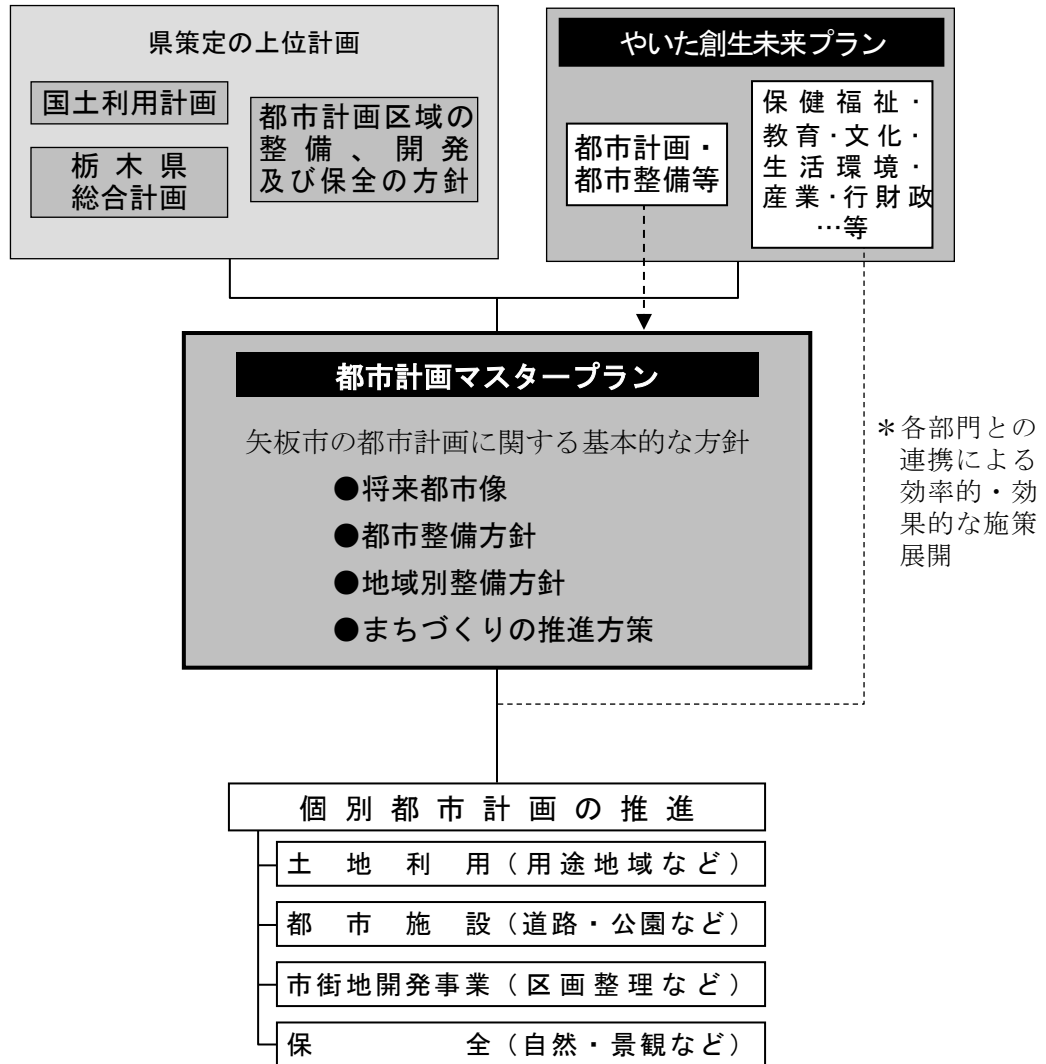 県策定の上位計画
国土利用計画
栃木県
総合計画
都市計画区域の
整備、開発
及び保全の方針
やいた創生未来プラン
都市計画・
都市整備等
保健福祉・
教育・文化・
生活環境・
産業・行財政
…等
都市計画マスタープラン
矢板市の都市計画に関する基本的な方針
●将来都市像
●都市整備方針
●地域別整備方針
●まちづくりの推進方策
＊各部門との
連携による
効率的・効
果的な施策
展開
個別都市計画の推進
土地利用（用途地域など）
都市施設（道路・公園など）
市街地開発事業（区画整理など）
保全（自然・景観など）